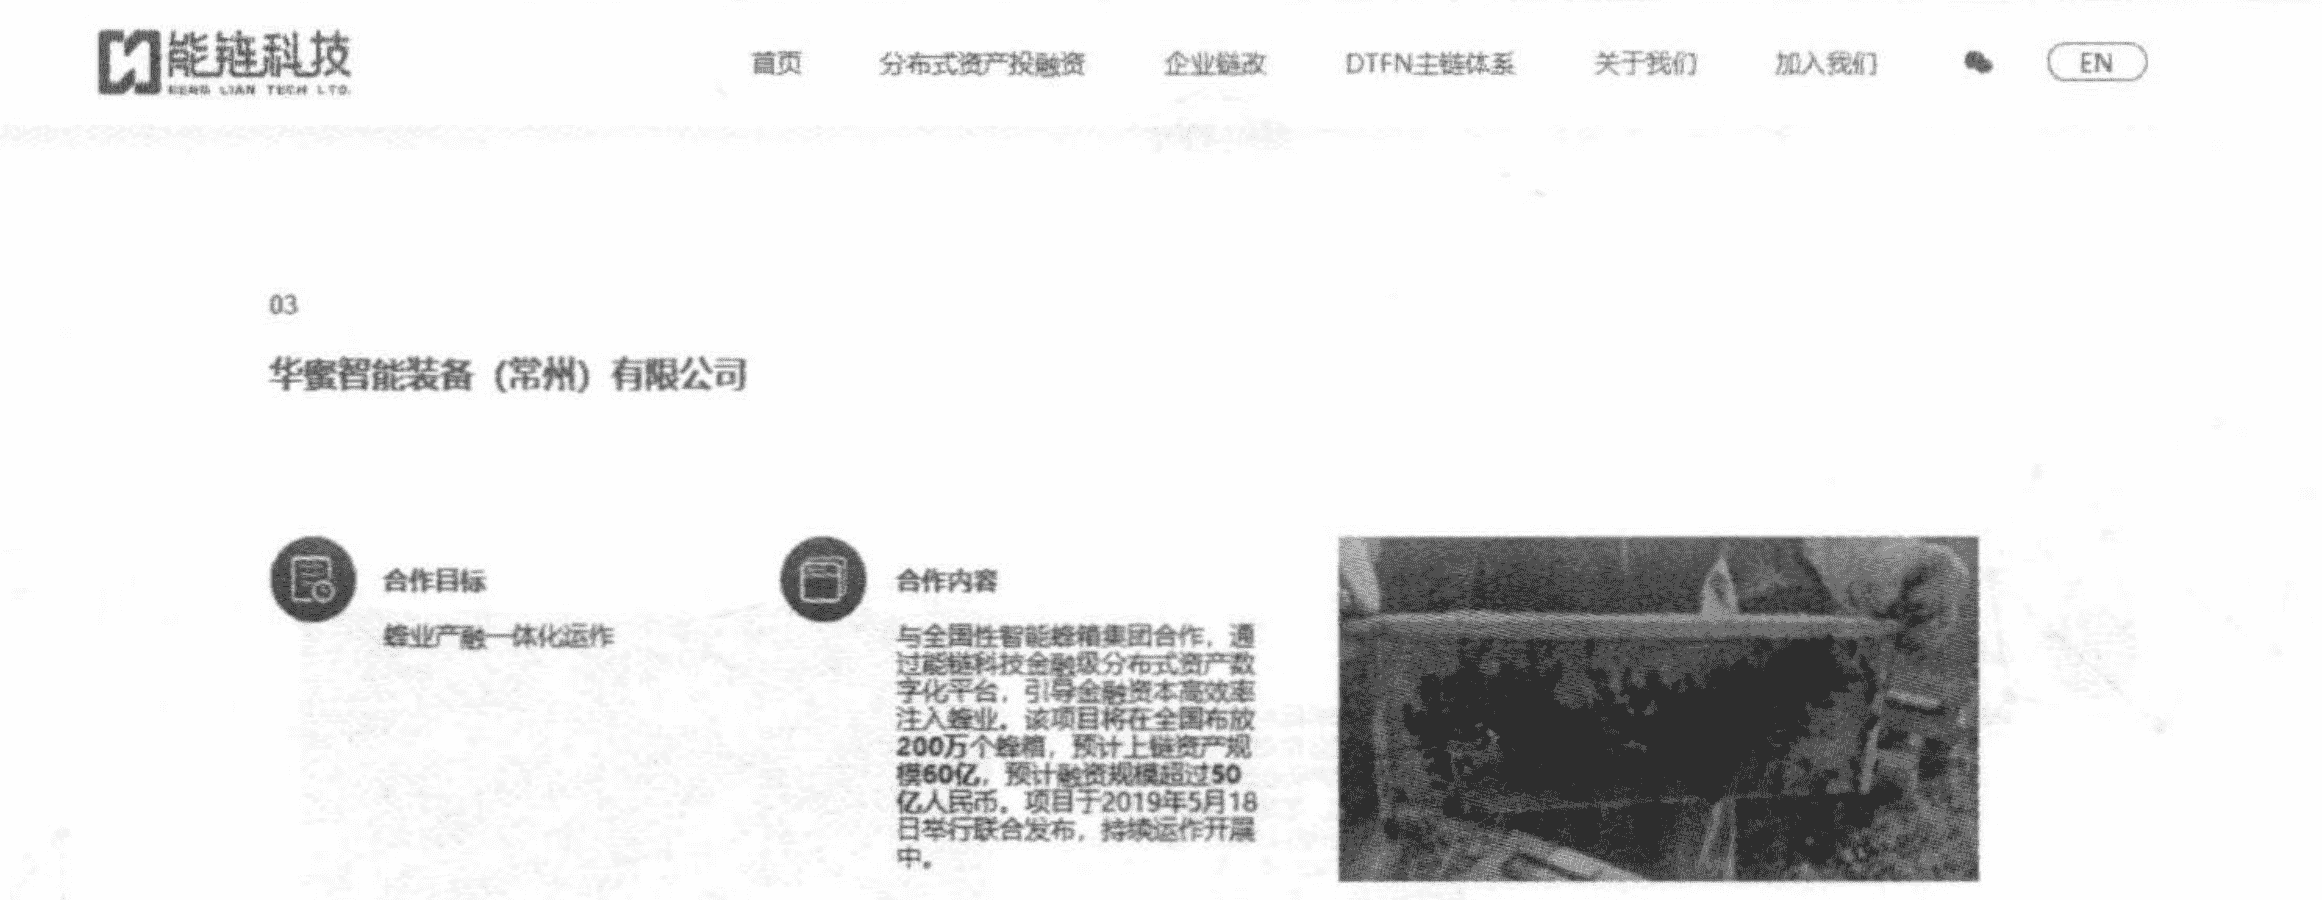 能链科技
NENG LIAN TECH LTD.
首页 分布式资产投融资 企业链改 DTFN主链体系 关于我们 加入我们 EN
03
华蜜智能装备（常州）有限公司
合作目标
蜂业产融一体化运作
合作内容
与全国性智能蜂箱集团合作，通
过能链科技金融级分布式资产数
字化平台，引导金融资本高效率
注入蜂业。该项目将在全国布放
200万个蜂箱，预计上链资产规
模60亿，预计融资规模超过50
亿人民币。项目于2019年5月18
日举行联合发布，持续运作开展
中。